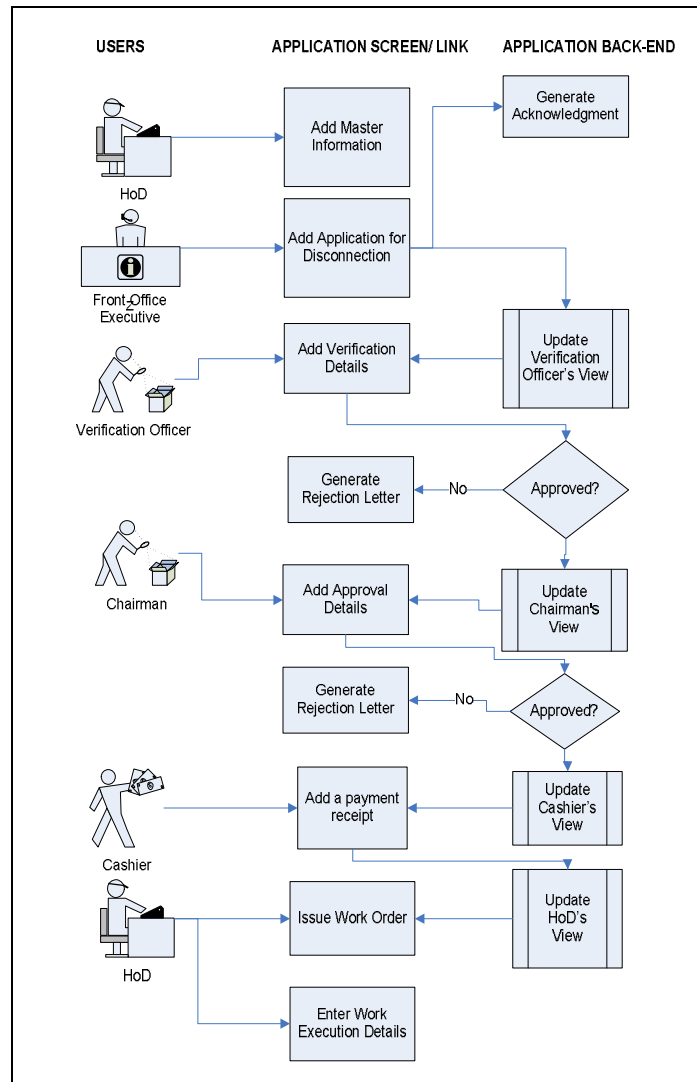 USERS
APPLICATION SCREEN/ LINK
APPLICATION BACK-END
Generate
Acknowledgment
Add Master
Information
HoD
Add Application for
Disconnection
Front-Office
2
Executive
Update
Verification
Officer's View
Add Verification
Details
Verification Officer
Generate
Rejection Letter
No
Approved?
Chairman
Add Approval
Details
Update
Chairman's
View
Generate
Rejection Letter
No
Approved?
Add a payment
receipt
Update
Cashier's
View
Cashier
Issue Work Order
Update
HoD's
View
HoD
Enter Work
Execution Details